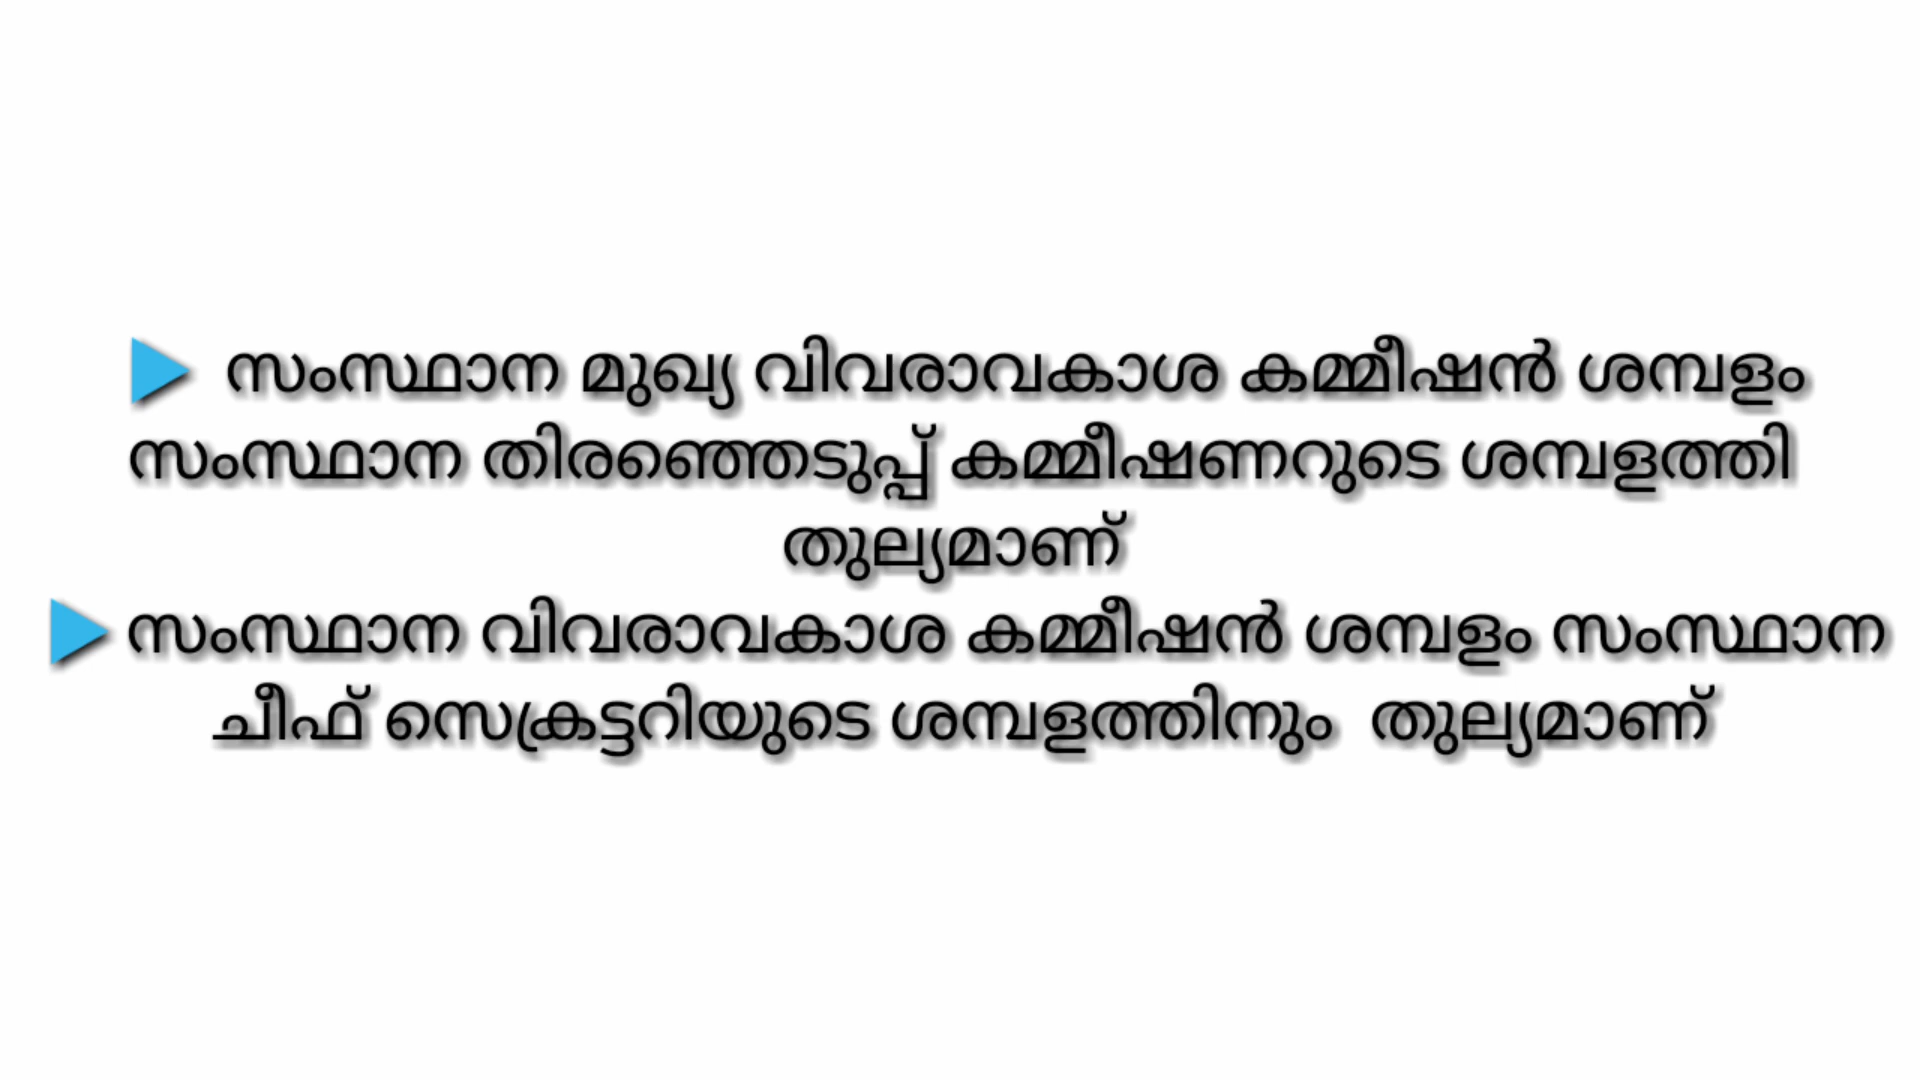 സംസ്ഥാന മുഖ്യ വിവരാവകാശ കമ്മീഷൻ ശമ്പളം
സംസ്ഥാന തിരഞ്ഞെടുപ്പ് കമ്മീഷണറുടെ ശമ്പളത്തി
തുല്യമാണ്
സംസ്ഥാന വിവരാവകാശ കമ്മീഷൻ ശമ്പളം സംസ്ഥാന
ചീഫ് സെക്രട്ടറിയുടെ ശമ്പളത്തിനും തുല്യമാണ്